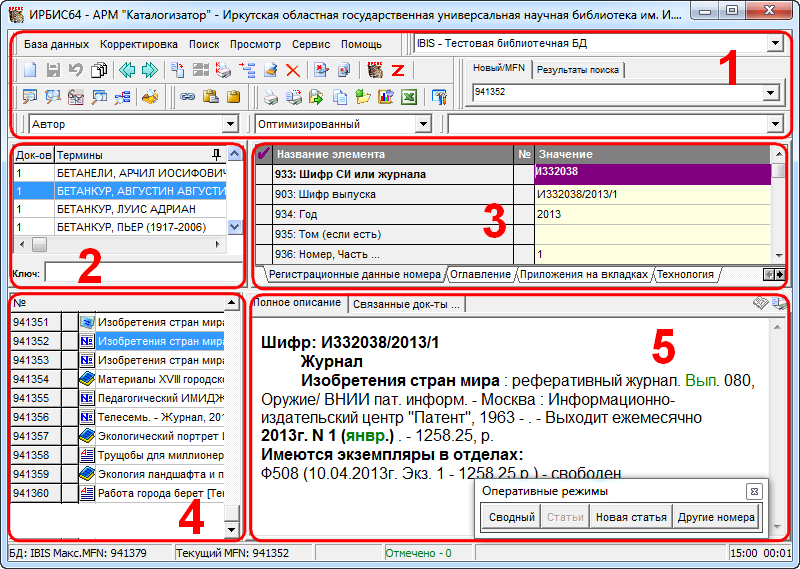 ИРБИС64 - АРМ "Каталогизатор" - Иркутская областная государственная универсальная научная библиотека им. И....
База данных Корректировка Поиск Просмотр Сервис Помощь
IBIS - Тестовая библиотечная БД
1
Новый/MFN Результаты поиска
941352
Автор
Оптимизированный
Док-ов Термины
1 БЕТАНЕЛИ, АРЧИЛ ИОСИФОВИЧ
1 БЕТАНКУР, АВГУСТИН АВГУСТИ
1 БЕТАНКУР, ЛУИС АДРИАН
1 БЕТАНКУР, ПЬЕР (1917-2006)
2
Ключ:
Название элемента № Значение
933: Шифр СИ или журнала И332038
903: Шифр выпуска И332038/2013/1
934: Год 2013
935: Том (если есть)
936: Номер, Часть ... 1
3
Регистрационные данные номера Оглавление Приложения на вкладках Технология
№
941351 Изобретения стран мира
941352 Изобретения стран мира
941353 Изобретения стран мира
941354 Материалы XVIII городско
941355 Педагогический ИМИДЖ
941356 Телесемь. - Журнал, 201
941357 Экологический портрет Г
941358 Трущобы для миллионер
941359 Экология ландшафта и п
941360 Работа города берет [Те
4
Полное описание Связанные док-ты ...
5
Шифр: И332038/2013/1
Журнал
Изобретения стран мира : реферативный журнал. Вып. 080,
Оружие/ ВНИИ пат. информ. - Москва : Информационно-
издательский центр "Патент", 1963 - . - Выходит ежемесячно
2013г. N 1 (янвр.) . - 1258.25, р.
Имеются экземпляры в отделах:
Ф508 (10.04.2013г. Экз. 1 - 1258.25 р.) - свободен
Оперативные режимы
Сводный Статьи Новая статья Другие номера
БД: IBIS Макс.MFN: 941379 Текущий MFN: 941352 Отмечено - 0 15:00 00:01